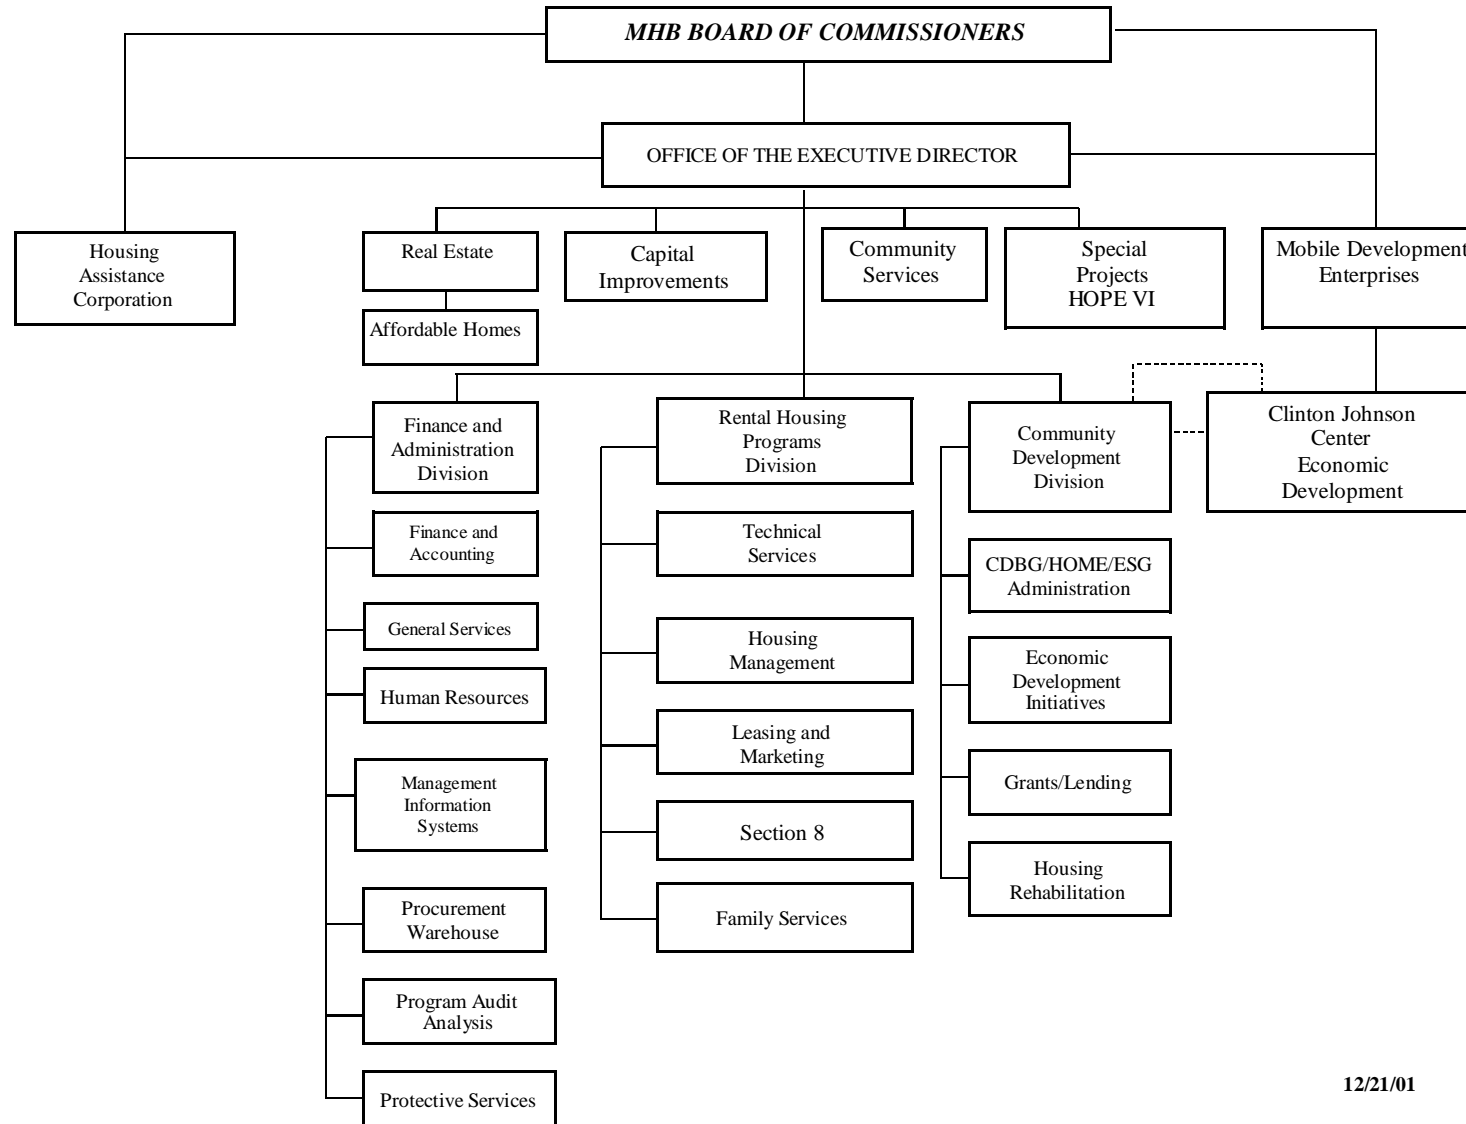 MHB BOARD OF COMMISSIONERS
OFFICE OF THE EXECUTIVE DIRECTOR
Housing
Assistance
Corporation
Real Estate
Capital
Improvements
Community
Services
Special
Projects
HOPE VI
Mobile Development
Enterprises
Affordable Homes
Finance and
Administration
Division
Rental Housing
Programs
Division
Community
Development
Division
Clinton Johnson
Center
Economic
Development
Finance and
Accounting
General Services
Human Resources
Management
Information
Systems
Procurement
Warehouse
Program Audit
Analysis
Protective Services
Technical
Services
Housing
Management
Leasing and
Marketing
Section 8
Family Services
CDBG/HOME/ESG
Administration
Economic
Development
Initiatives
Grants/Lending
Housing
Rehabilitation
12/21/01